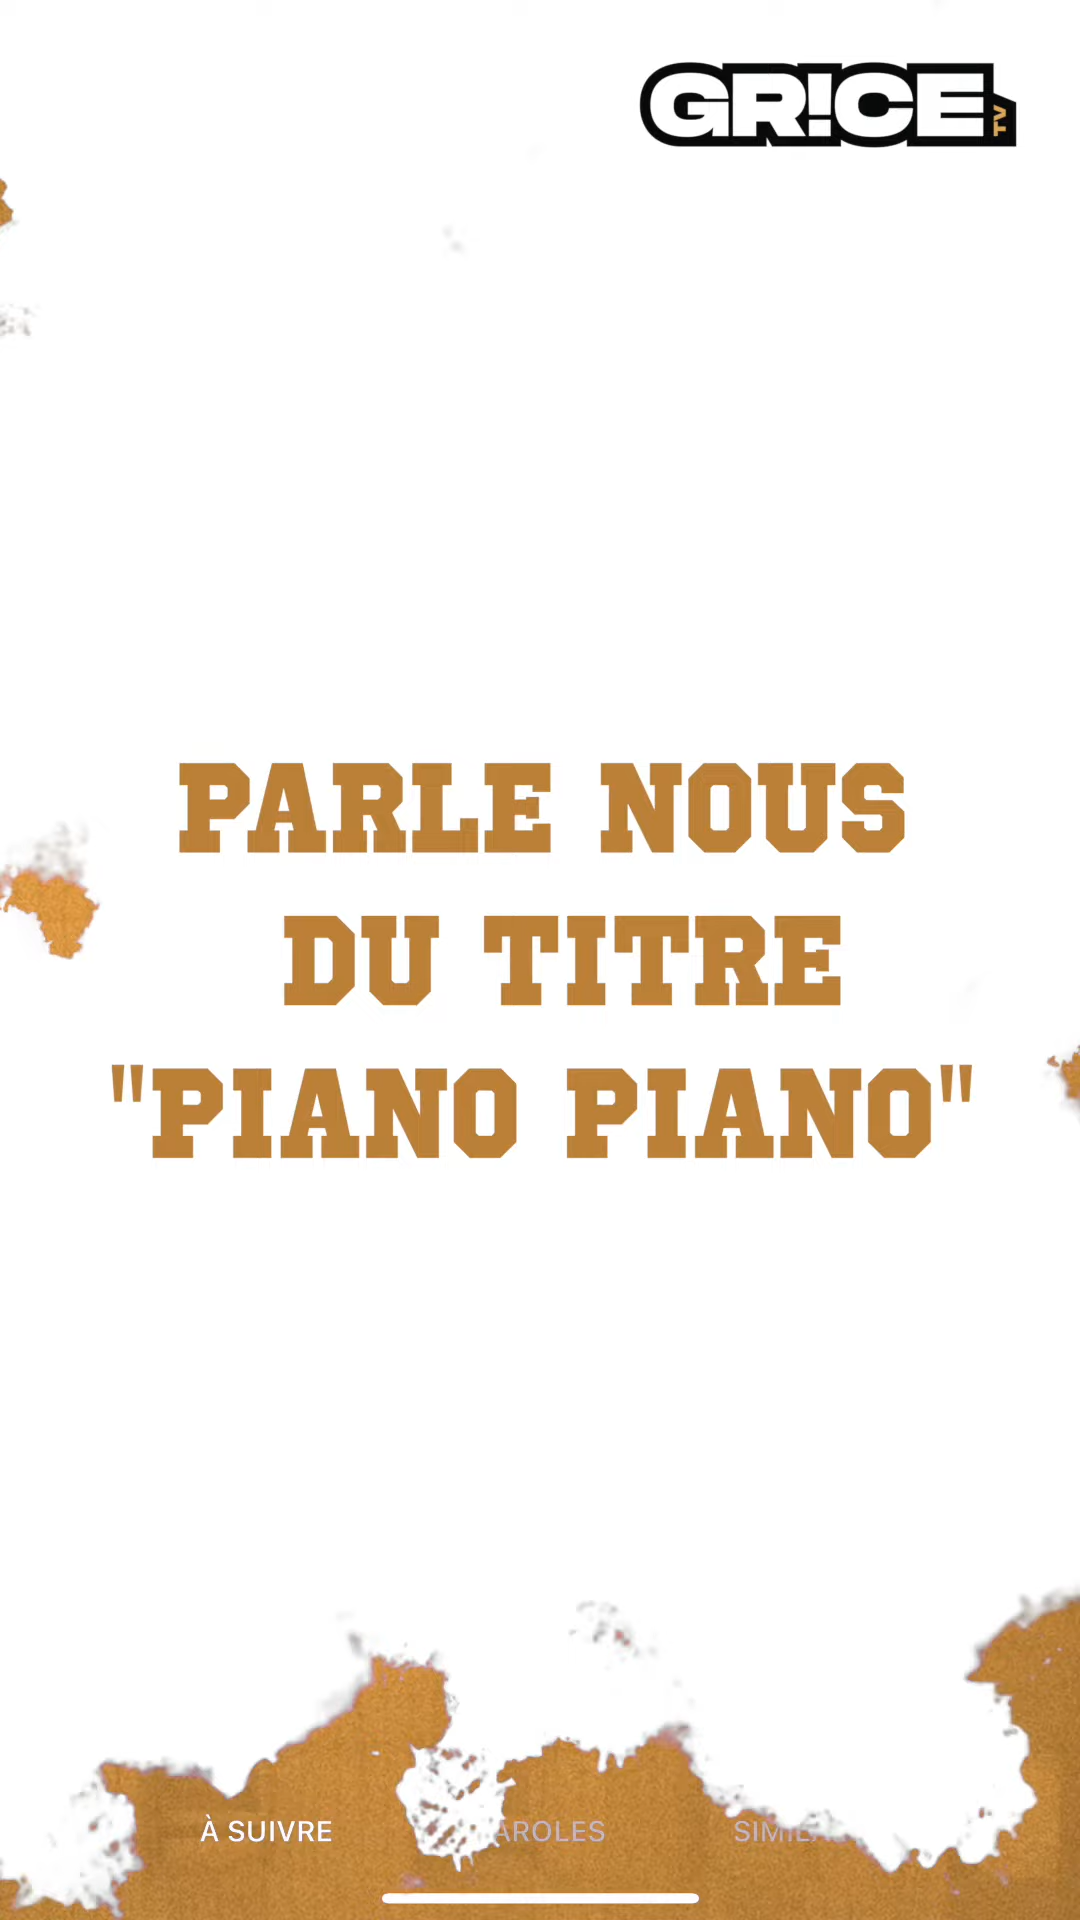 GR!CE TV
PARLE NOUS
DU TITRE
"PIANO PIANO"
À SUIVRE